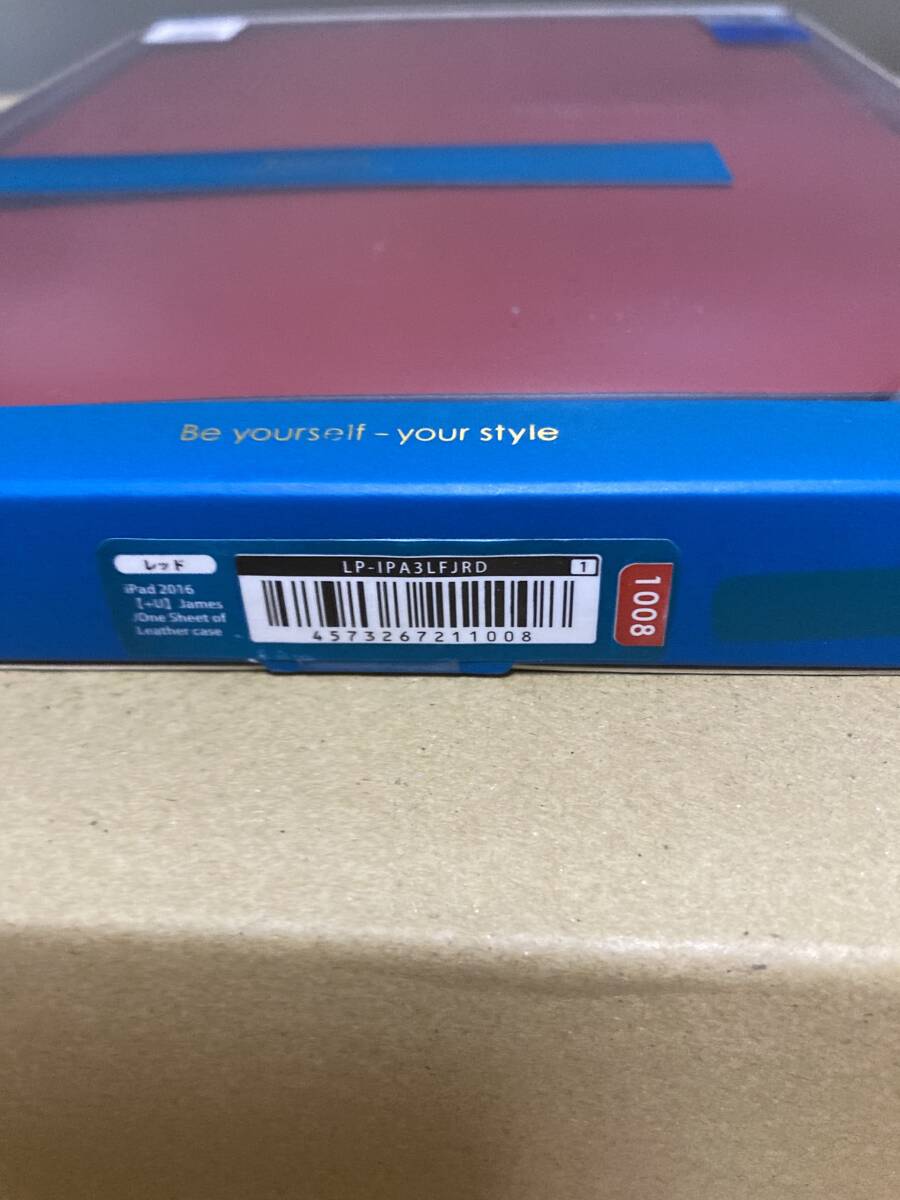 Be yourself – your style
レッド
iPad 2016
【+U】James
/One Sheet of
Leather case
LP-IPA3LFJRD
1
4573267211008
1008